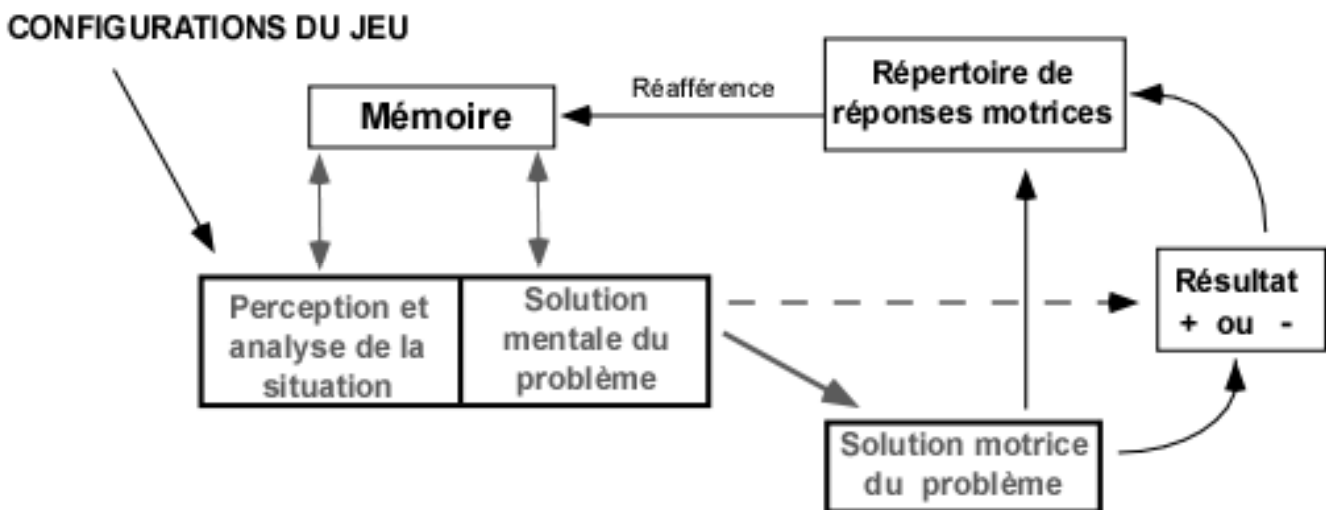 CONFIGURATIONS DU JEU
Mémoire
Réafférence
Répertoire de
réponses motrices
Perception et
analyse de la
situation
Solution
mentale du
problème
Résultat
+ ou -
Solution motrice
du problème